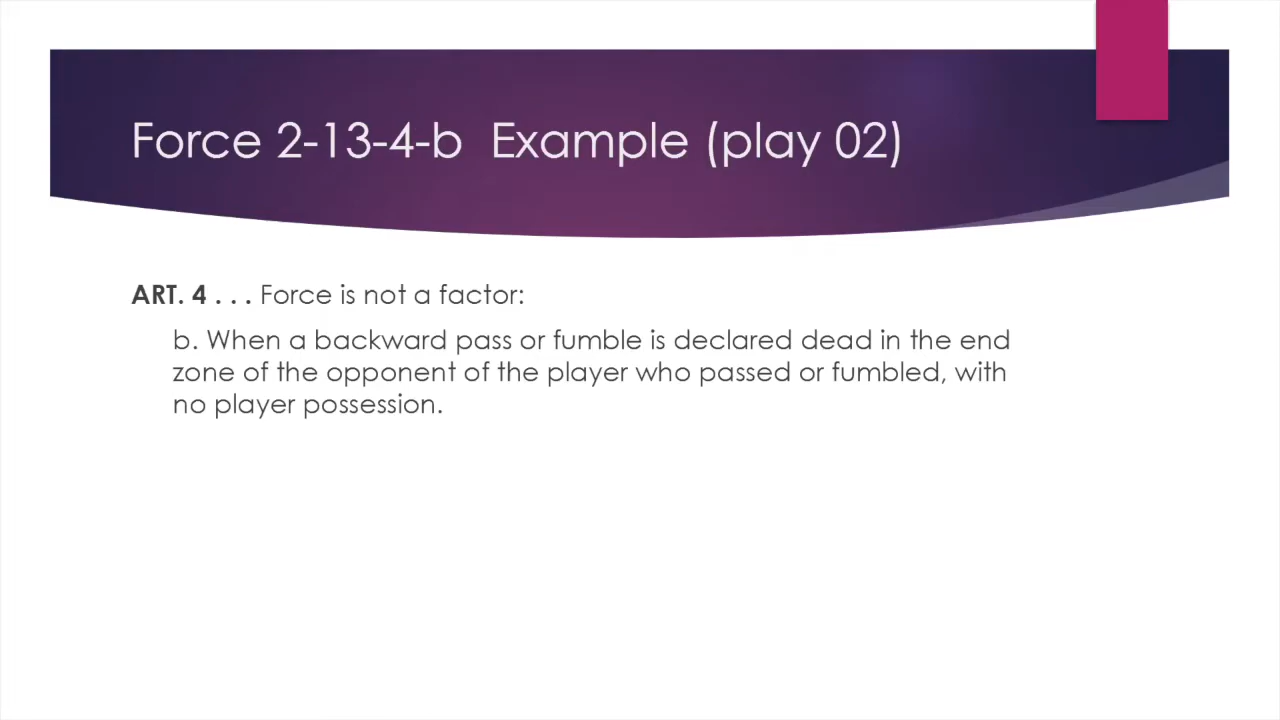 Force 2-13-4-b  Example (play 02)
ART. 4 . . . Force is not a factor:
b. When a backward pass or fumble is declared dead in the end
zone of the opponent of the player who passed or fumbled, with
no player possession.